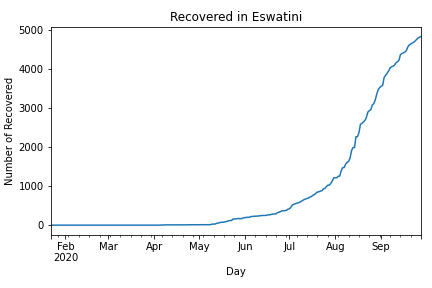 Recovered in Eswatini
Number of Recovered
5000
4000
3000
2000
1000
0
Feb Mar Apr May Jun Jul Aug Sep
2020
Day